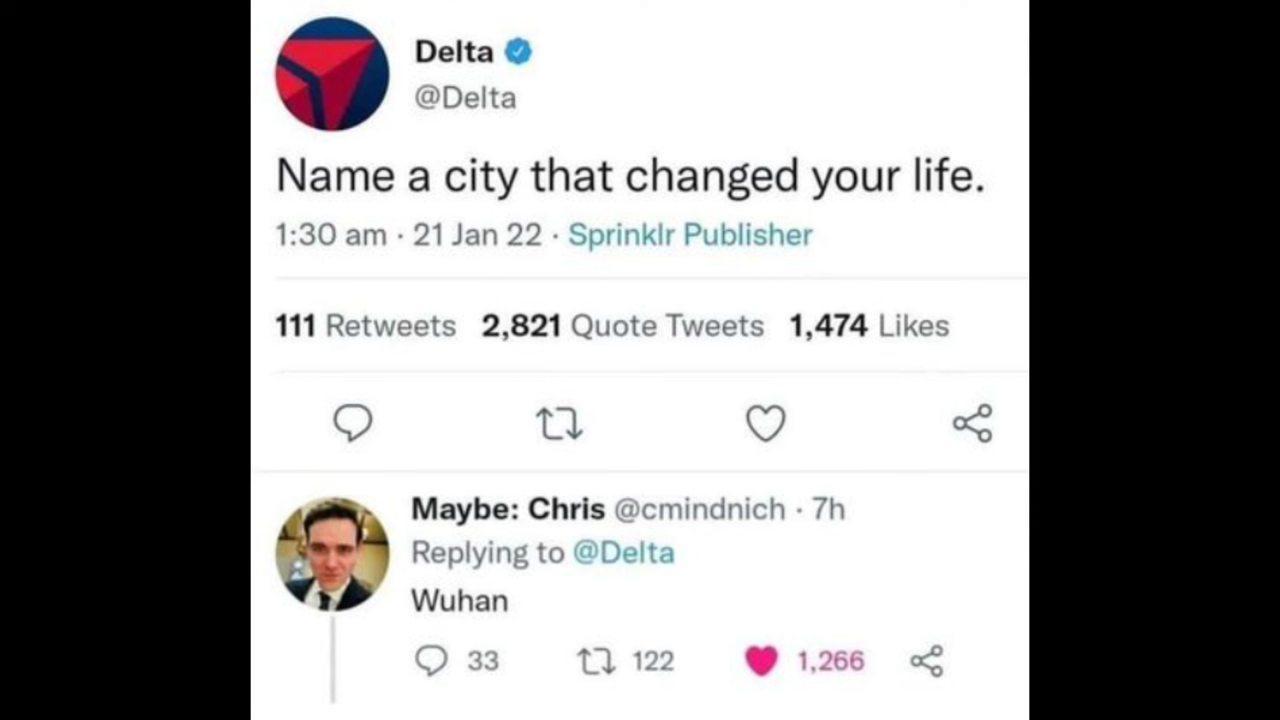 Delta
@Delta
Name a city that changed your life.
1:30 am · 21 Jan 22 · Sprinklr Publisher
111 Retweets 2,821 Quote Tweets 1,474 Likes
Maybe: Chris @cmindnich · 7h
Replying to @Delta
Wuhan
33 122 1,266